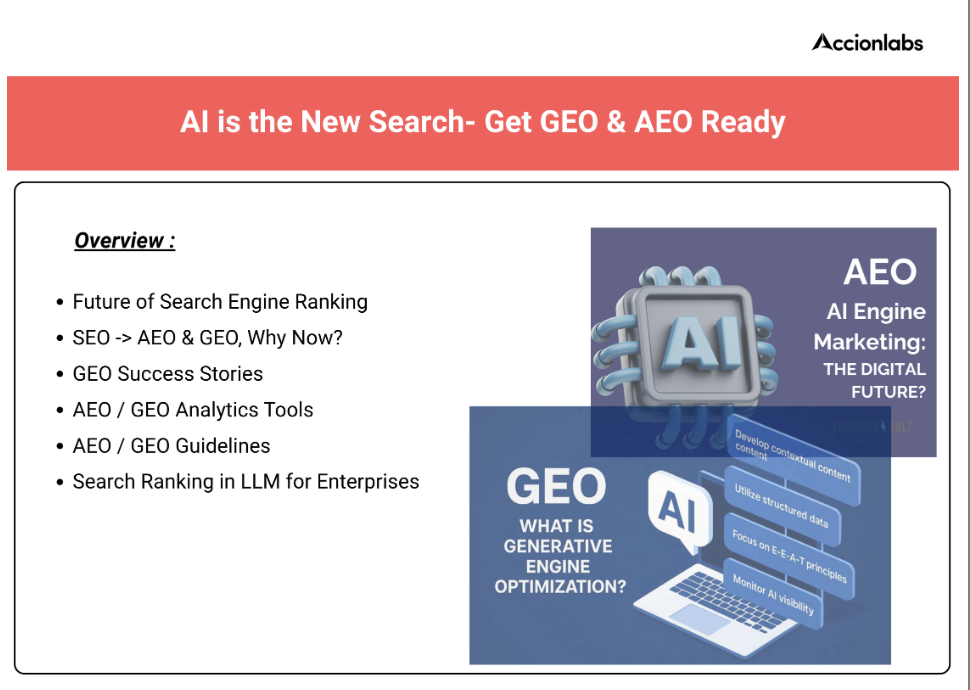 Accionlabs
AI is the New Search- Get GEO & AEO Ready
Overview :
• Future of Search Engine Ranking
• SEO -> AEO & GEO, Why Now?
• GEO Success Stories
• AEO / GEO Analytics Tools
• AEO / GEO Guidelines
• Search Ranking in LLM for Enterprises
AEO
AI Engine
Marketing:
THE DIGITAL
FUTURE?
AI
GEO
WHAT IS
GENERATIVE
ENGINE
OPTIMIZATION?
AI
Develop contextual content
content
Utilize structured data
Focus on E-E-A-T principles
Monitor AI visibility